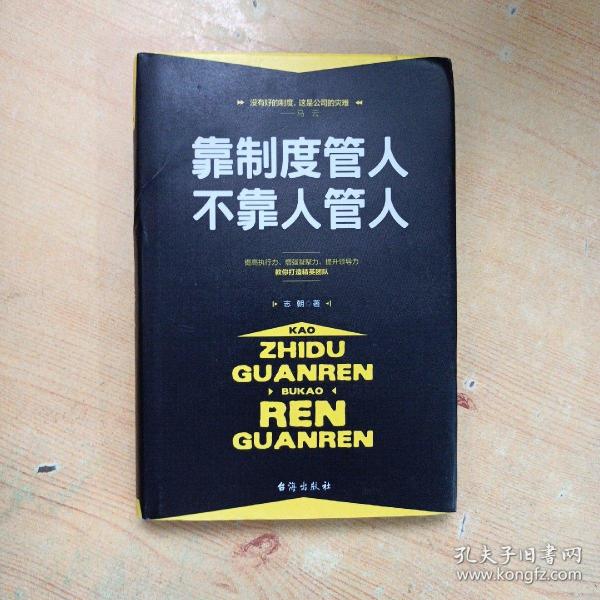 没有好的制度，这是公司的灾难
——马 云
靠制度管人
不靠人管人
提高执行力、增强凝聚力、提升领导力
教你打造精英团队
志 朝 ◎ 著
KAO
ZHIDU
GUANREN
BUKAO
REN
GUANREN
台海出版社
孔夫子旧书网
www.kongfz.com